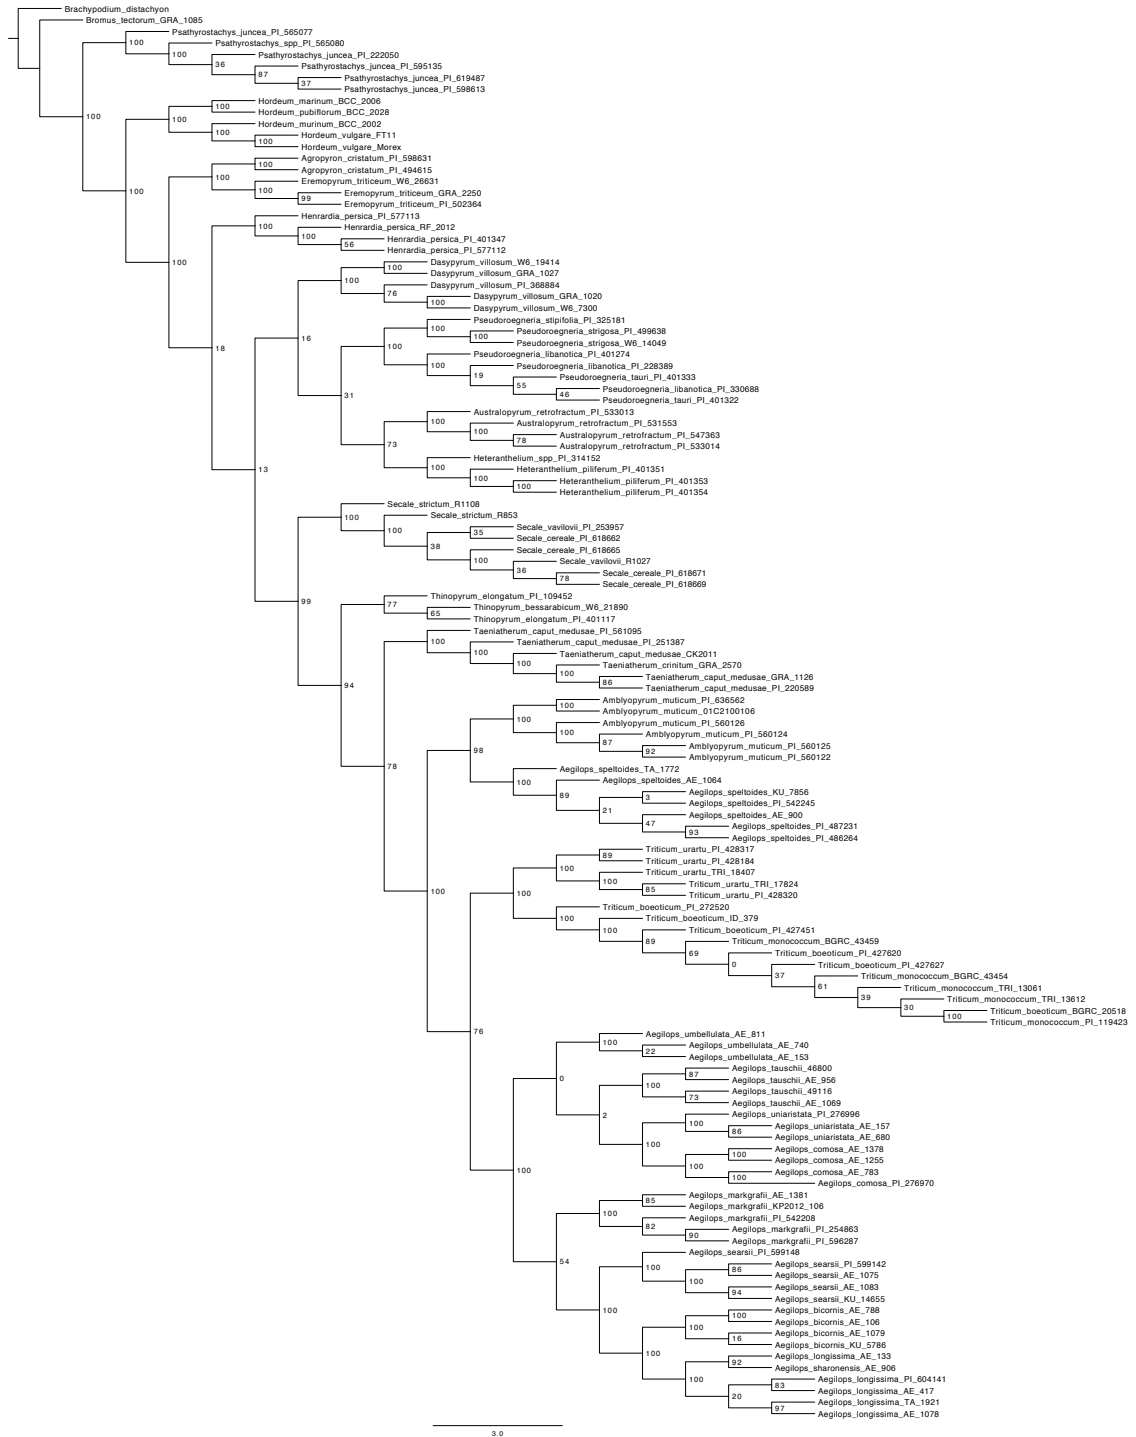 Brachypodium_distachyon
Bromus_tectorum_GRA_1085
Psathyrostachys_juncea_PI_565077
100
Psathyrostachys_spp_PI_565080
100
Psathyrostachys_juncea_PI_222050
36
Psathyrostachys_juncea_PI_595135
87
Psathyrostachys_juncea_PI_619487
37
Psathyrostachys_juncea_PI_598613
Hordeum_marinum_BCC_2006
100
Hordeum_pubiflorum_BCC_2028
100
100
Hordeum_murinum_BCC_2002
100
Hordeum_vulgare_FT11
100
Hordeum_vulgare_Morex
Agropyron_cristatum_PI_598631
100
Agropyron_cristatum_PI_494615
100
Eremopyrum_triticeum_W6_26631
100
100
Eremopyrum_triticeum_GRA_2250
99
Eremopyrum_triticeum_PI_502364
Henrardia_persica_PI_577113
100
Henrardia_persica_RF_2012
100
Henrardia_persica_PI_401347
56
Henrardia_persica_PI_577112
100
Dasypyrum_villosum_W6_19414
100
Dasypyrum_villosum_GRA_1027
100
Dasypyrum_villosum_PI_368884
76
Dasypyrum_villosum_GRA_1020
100
Dasypyrum_villosum_W6_7300
Pseudoroegneria_stipifolia_PI_325181
100
Pseudoroegneria_strigosa_PI_499638
100
Pseudoroegneria_strigosa_W6_14049
16
100
18
Pseudoroegneria_libanotica_PI_401274
100
Pseudoroegneria_libanotica_PI_228389
19
Pseudoroegneria_tauri_PI_401333
55
Pseudoroegneria_libanotica_PI_330688
46
31
Pseudoroegneria_tauri_PI_401322
Australopyrum_retrofractum_PI_533013
100
Australopyrum_retrofractum_PI_531553
100
Australopyrum_retrofractum_PI_547363
78
73
Australopyrum_retrofractum_PI_533014
Heteranthelium_spp_PI_314152
100
13
Heteranthelium_piliferum_PI_401351
100
Heteranthelium_piliferum_PI_401353
100
Heteranthelium_piliferum_PI_401354
Secale_strictum_R1108
100
Secale_strictum_R853
100
Secale_vavilovii_PI_253957
35
Secale_cereale_PI_618662
38
Secale_cereale_PI_618665
100
Secale_vavilovii_R1027
36
Secale_cereale_PI_618671
78
Secale_cereale_PI_618669
99
Thinopyrum_elongatum_PI_109452
77
Thinopyrum_bessarabicum_W6_21890
65
Thinopyrum_elongatum_PI_401117
Taeniatherum_caput_medusae_PI_561095
100
Taeniatherum_caput_medusae_PI_251387
100
Taeniatherum_caput_medusae_CK2011
100
Taeniatherum_crinitum_GRA_2570
100
Taeniatherum_caput_medusae_GRA_1126
86
94
Taeniatherum_caput_medusae_PI_220589
Amblyopyrum_muticum_PI_636562
100
Amblyopyrum_muticum_01C2100106
100
Amblyopyrum_muticum_PI_560126
100
Amblyopyrum_muticum_PI_560124
87
Amblyopyrum_muticum_PI_560125
98
92
Amblyopyrum_muticum_PI_560122
78
Aegilops_speltoides_TA_1772
100
Aegilops_speltoides_AE_1064
89
Aegilops_speltoides_KU_7856
3
Aegilops_speltoides_PI_542245
21
Aegilops_speltoides_AE_900
47
Aegilops_speltoides_PI_487231
93
Aegilops_speltoides_PI_486264
Triticum_urartu_PI_428317
89
Triticum_urartu_PI_428184
100
Triticum_urartu_TRI_18407
100
Triticum_urartu_TRI_17824
85
100
100
Triticum_urartu_PI_428320
Triticum_boeoticum_PI_272520
100
Triticum_boeoticum_ID_379
100
Triticum_boeoticum_PI_427451
89
Triticum_monococcum_BGRC_43459
69
Triticum_boeoticum_PI_427620
0
Triticum_boeoticum_PI_427627
37
Triticum_monococcum_BGRC_43454
61
Triticum_monococcum_TRI_13061
39
Triticum_monococcum_TRI_13612
30
Triticum_boeoticum_BGRC_20518
100
Triticum_monococcum_PI_119423
76
Aegilops_umbellulata_AE_811
100
Aegilops_umbellulata_AE_740
22
Aegilops_umbellulata_AE_153
Aegilops_tauschii_46800
87
0
Aegilops_tauschii_AE_956
100
Aegilops_tauschii_49116
73
Aegilops_tauschii_AE_1069
2
Aegilops_uniaristata_PI_276996
100
Aegilops_uniaristata_AE_157
86
Aegilops_uniaristata_AE_680
100
Aegilops_comosa_AE_1378
100
Aegilops_comosa_AE_1255
100
100
Aegilops_comosa_AE_783
100
Aegilops_comosa_PI_276970
Aegilops_markgrafii_AE_1381
85
Aegilops_markgrafii_KP2012_106
100
Aegilops_markgrafii_PI_542208
82
Aegilops_markgrafii_PI_254863
90
Aegilops_markgrafii_PI_596287
54
Aegilops_searsii_PI_599148
100
Aegilops_searsii_PI_599142
86
Aegilops_searsii_AE_1075
100
Aegilops_searsii_AE_1083
94
Aegilops_searsii_KU_14655
100
Aegilops_bicornis_AE_788
100
Aegilops_bicornis_AE_106
100
Aegilops_bicornis_AE_1079
16
Aegilops_bicornis_KU_5786
100
Aegilops_longissima_AE_133
92
Aegilops_sharonensis_AE_906
100
Aegilops_longissima_PI_604141
83
Aegilops_longissima_AE_417
20
Aegilops_longissima_TA_1921
97
Aegilops_longissima_AE_1078
3.0